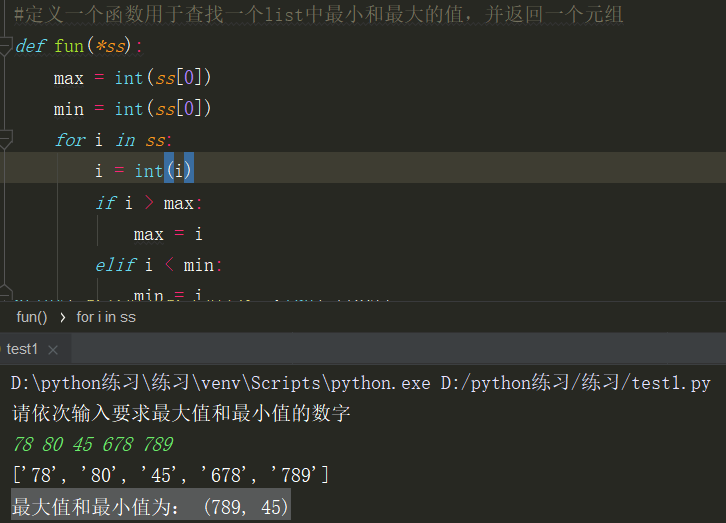 #定义一个函数用于查找一个list中最小和最大的值，并返回一个元组
def fun(*ss):
max = int(ss[0])
min = int(ss[0])
for i in ss:
i = int(i)
if i > max:
max = i
elif i < min:
min = i
fun() › for i in ss
test1 ×
D:\python练习\练习\venv\Scripts\python.exe D:/python练习/练习/test1.py
请依次输入要求最大值和最小值的数字
78 80 45 678 789
['78', '80', '45', '678', '789']
最大值和最小值为： (789, 45)